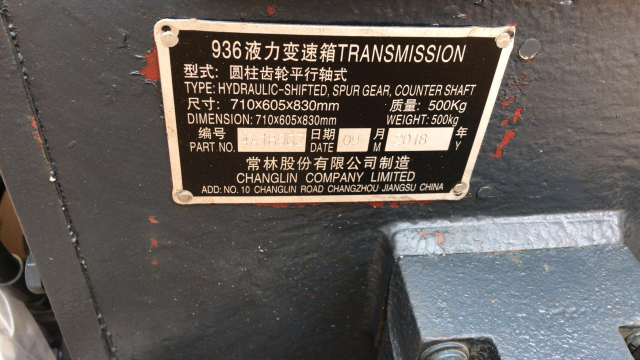 936液力变速箱TRANSMISSION
型式: 圆柱齿轮平行轴式
TYPE: HYDRAULIC-SHIFTED, SPUR GEAR, COUNTER SHAFT
尺寸: 710x605x830mm 质量: 500Kg
DIMENSION: 710x605x830mm WEIGHT: 500kg
编号 日期 09 月 2018 年
PART NO. DATE M Y
常林股份有限公司制造
CHANGLIN COMPANY LIMITED
ADD: NO.10 CHANGLIN ROAD CHANGZHOU JIANGSU CHINA